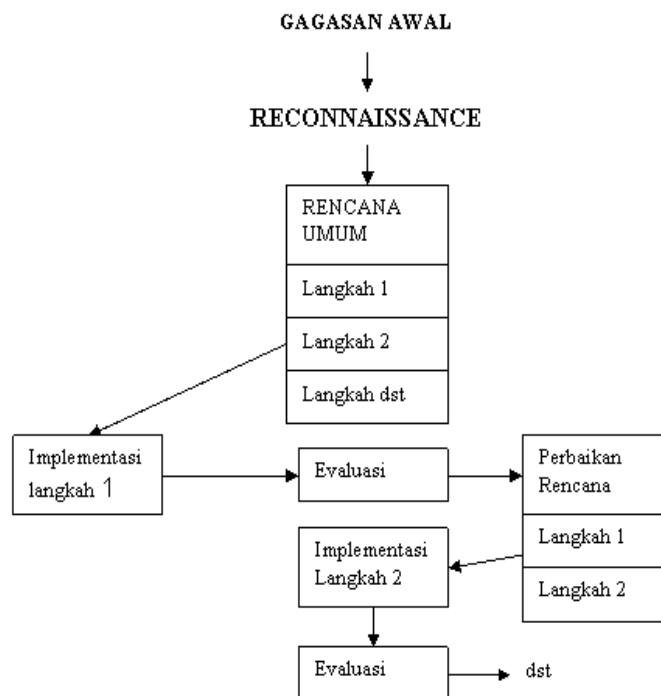 GAGASAN AWAL
RECONNAISSANCE
RENCANA
UMUM
Langkah 1
Langkah 2
Langkah dst
Implementasi
langkah 1
Evaluasi
Perbaikan
Rencana
Langkah 1
Langkah 2
Implementasi
Langkah 2
Evaluasi
dst